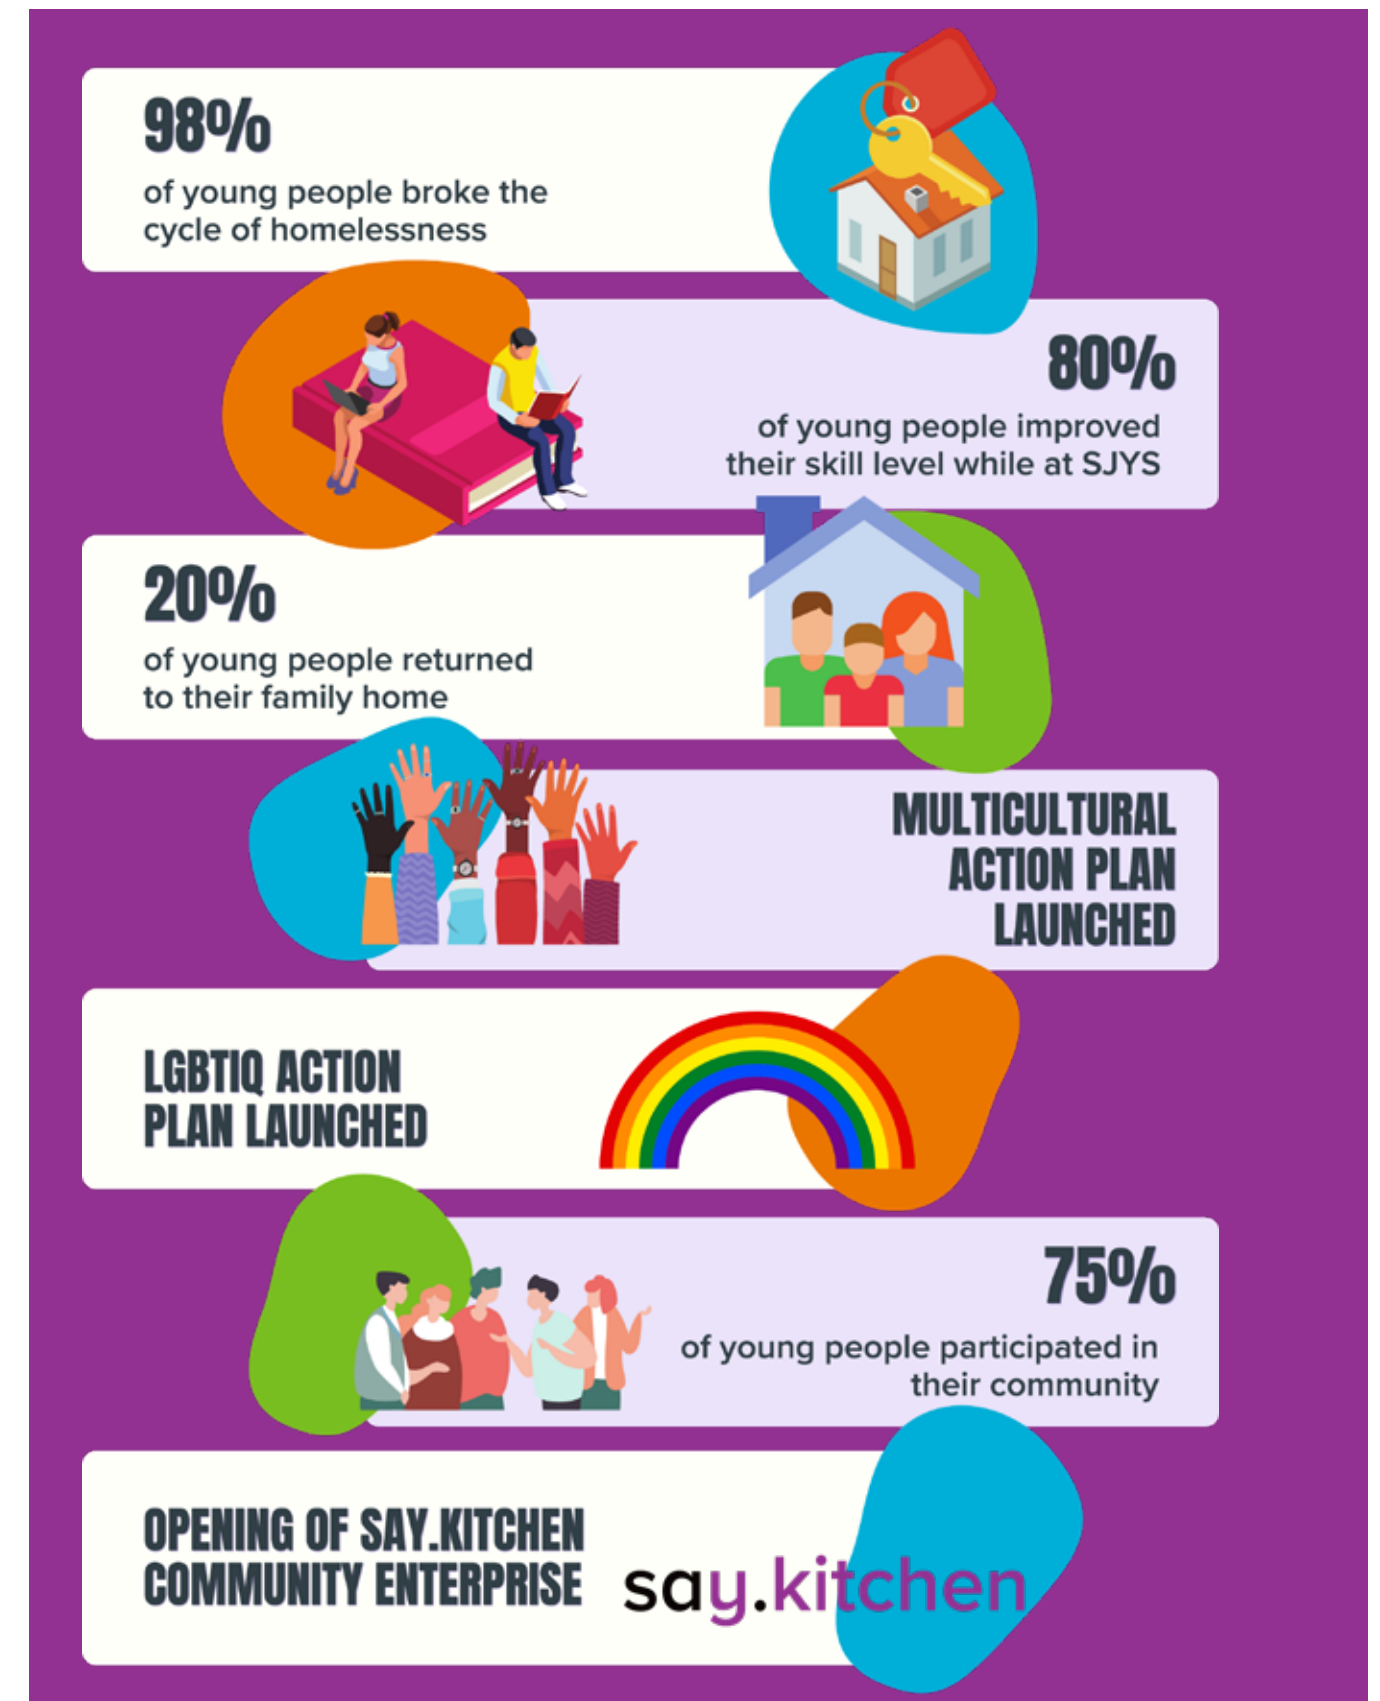 98%
of young people broke the
cycle of homelessness
80%
of young people improved
their skill level while at SJYS
20%
of young people returned
to their family home
MULTICULTURAL
ACTION PLAN
LAUNCHED
LGBTIQ ACTION
PLAN LAUNCHED
75%
of young people participated in
their community
OPENING OF SAY.KITCHEN
COMMUNITY ENTERPRISE
say.kitchen